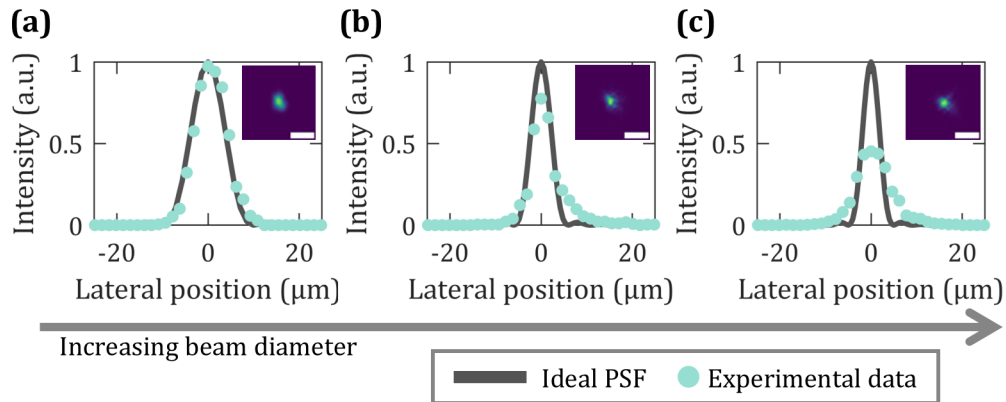 (a)
(b)
(c)
Intensity (a.u.)
1
0.5
0
-20
0
20
Lateral position (μm)
Intensity (a.u.)
1
0.5
0
-20
0
20
Lateral position (μm)
Intensity (a.u.)
1
0.5
0
-20
0
20
Lateral position (μm)
Increasing beam diameter
Ideal PSF
Experimental data